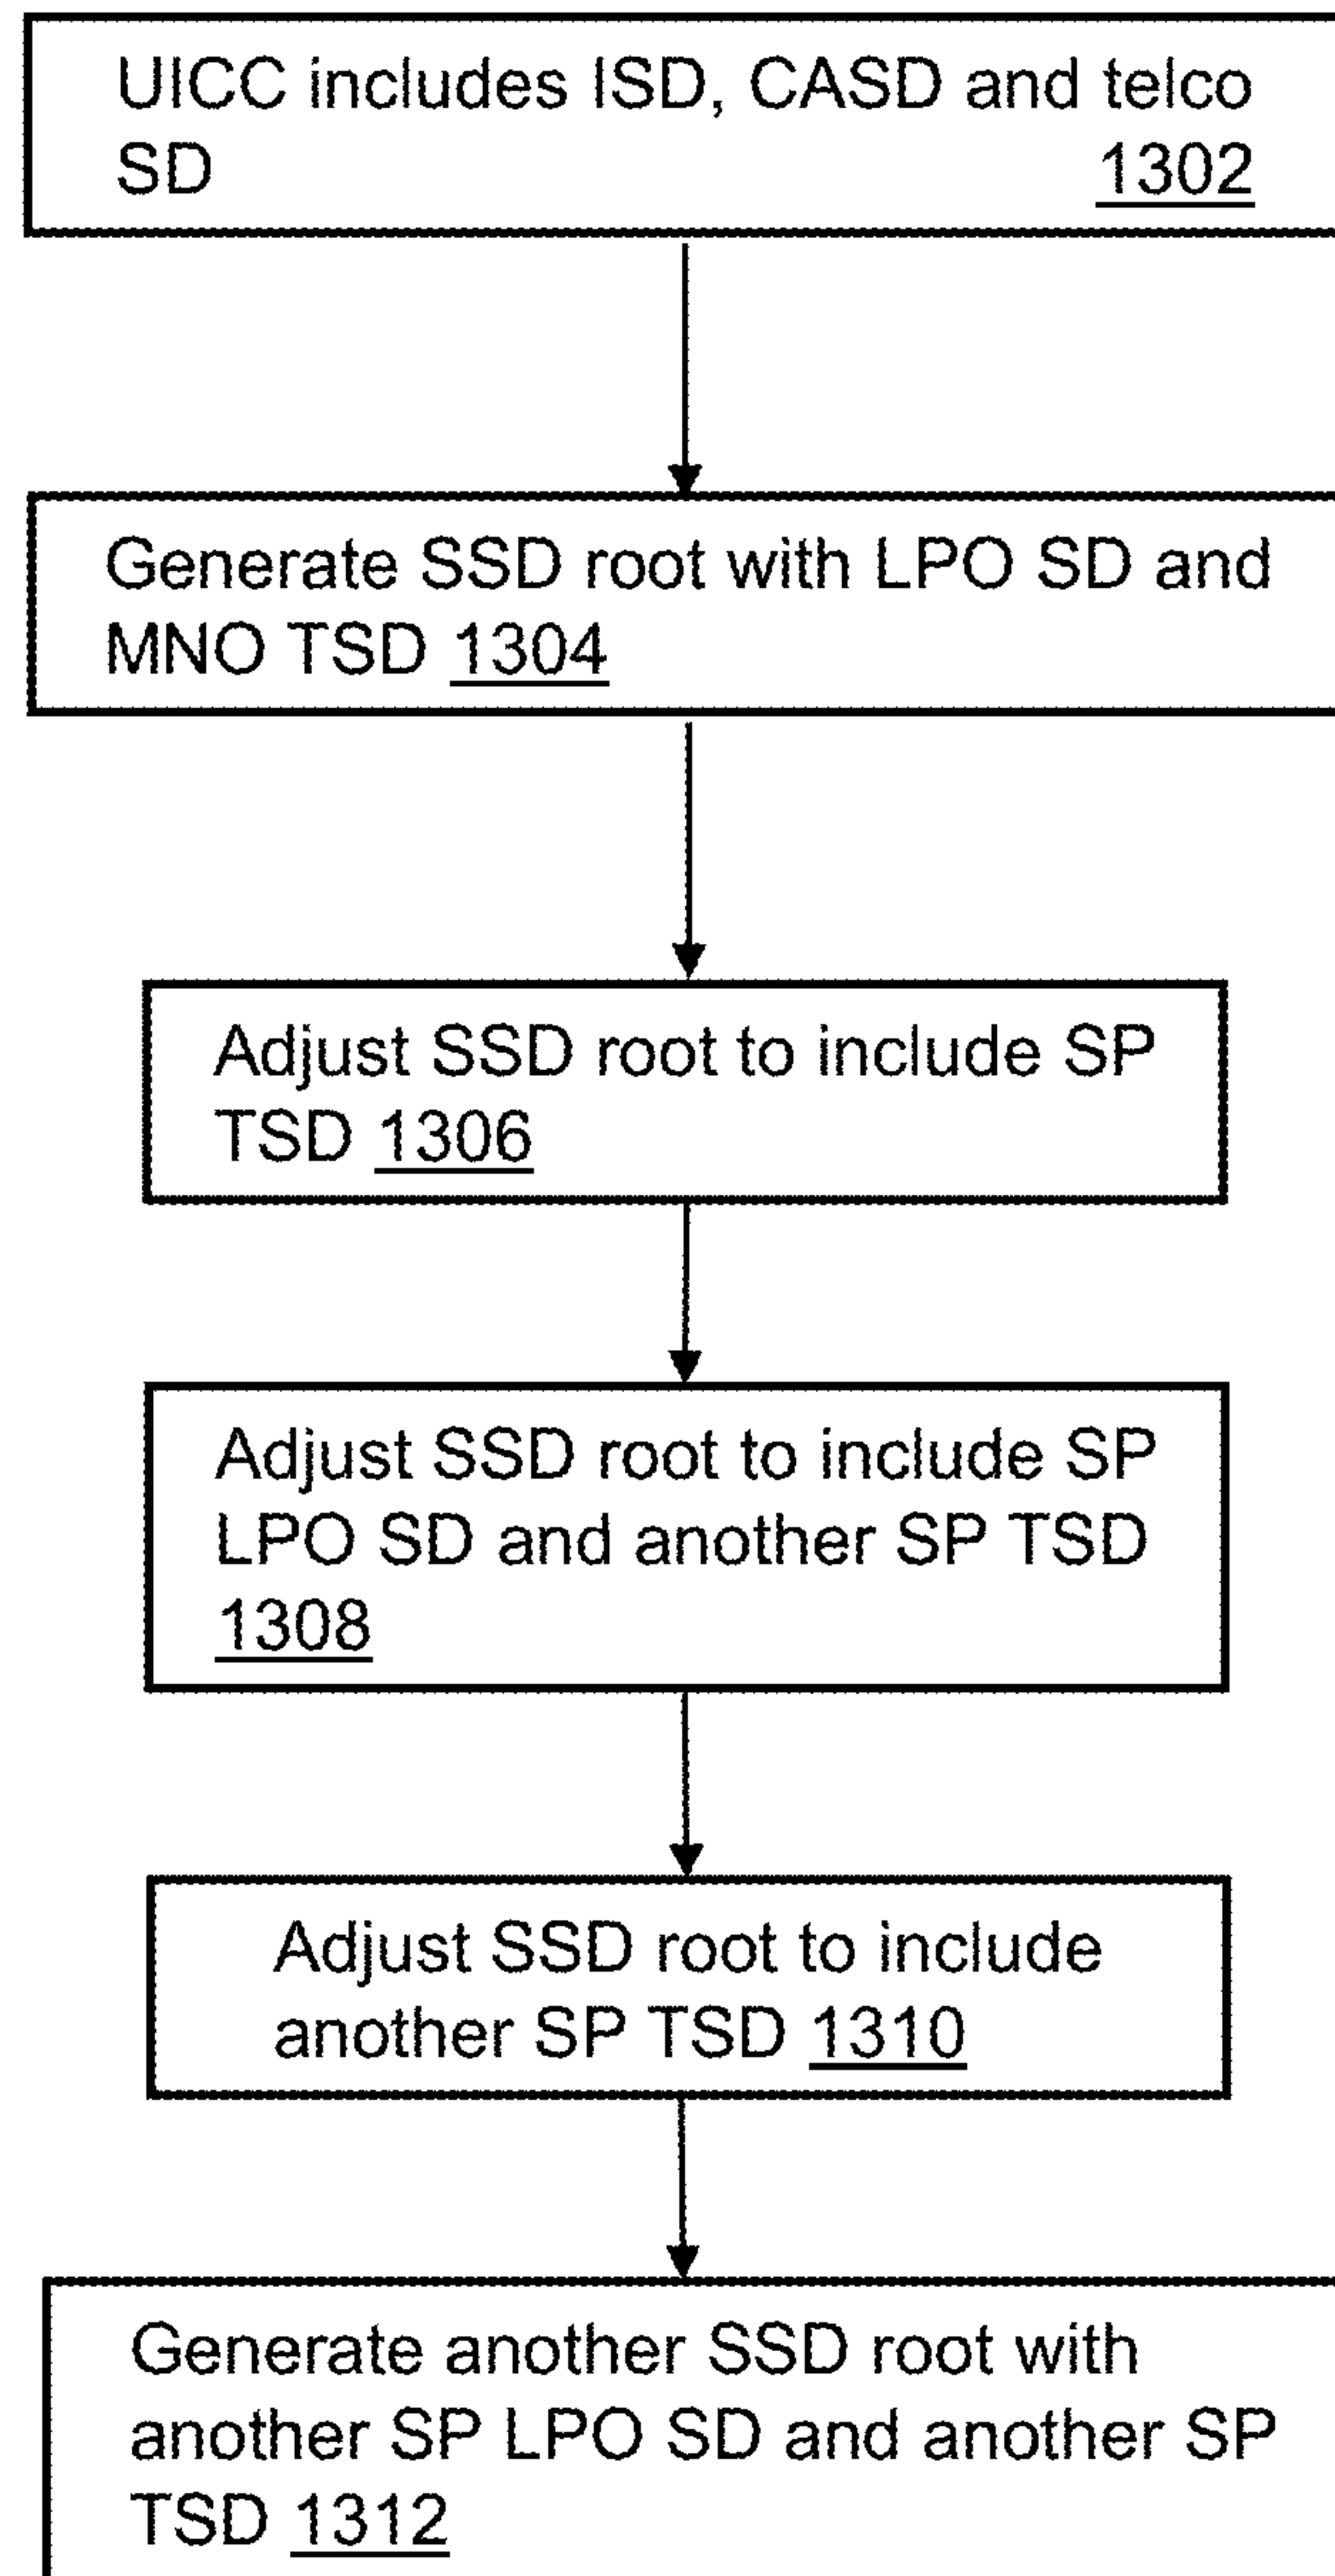 UICC includes ISD, CASD and telco
SD 1302
Generate SSD root with LPO SD and
MNO TSD 1304
Adjust SSD root to include SP
TSD 1306
Adjust SSD root to include SP
LPO SD and another SP TSD
1308
Adjust SSD root to include
another SP TSD 1310
Generate another SSD root with
another SP LPO SD and another SP
TSD 1312